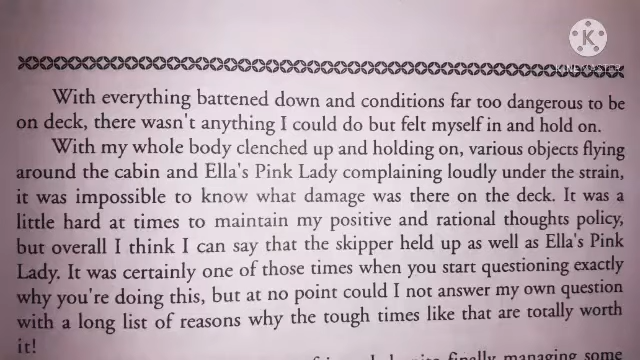 KINEMASTER
With everything battened down and conditions far too dangerous to be
on deck, there wasn't anything I could do but felt myself in and hold on.
With my whole body clenched up and holding on, various objects flying
around the cabin and Ella's Pink Lady complaining loudly under the strain,
it was impossible to know what damage was there on the deck. It was a
little hard at times to maintain my positive and rational thoughts policy,
but overall I think I can say that the skipper held up as well as Ella's Pink
Lady. It was certainly one of those times when you start questioning exactly
why you're doing this, but at no point could I not answer my own question
with a long list of reasons why the tough times like that are totally worth
it!
finally managing some